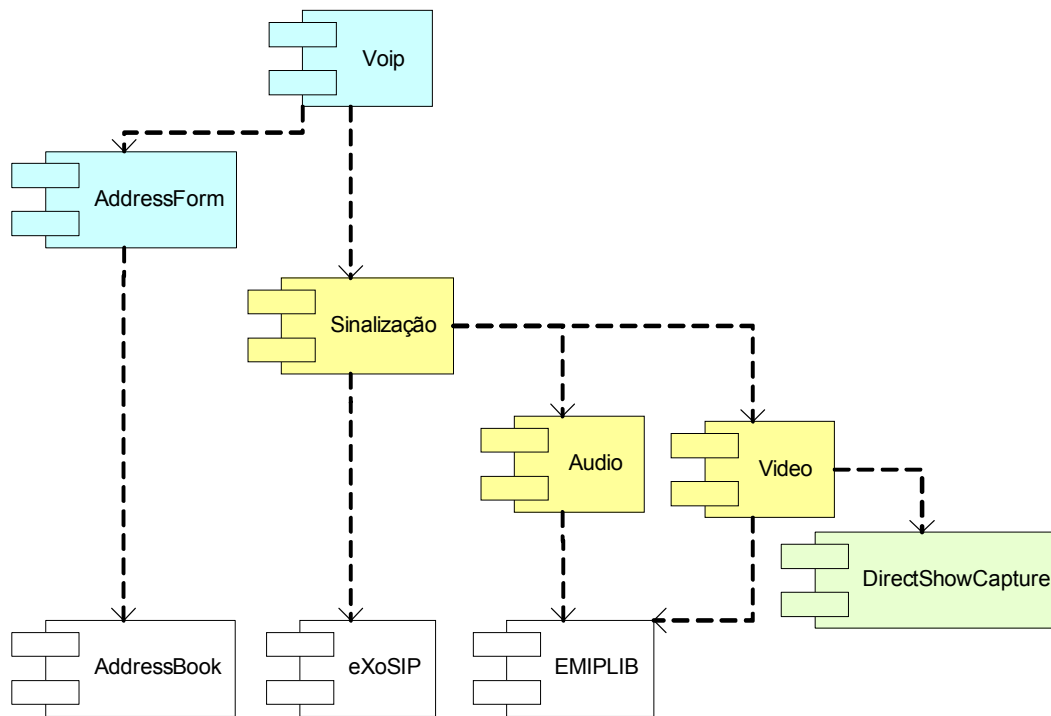 Voip
AddressForm
Sinalização
Audio
Video
DirectShowCapture
AddressBook
eXoSIP
EMIPLIB